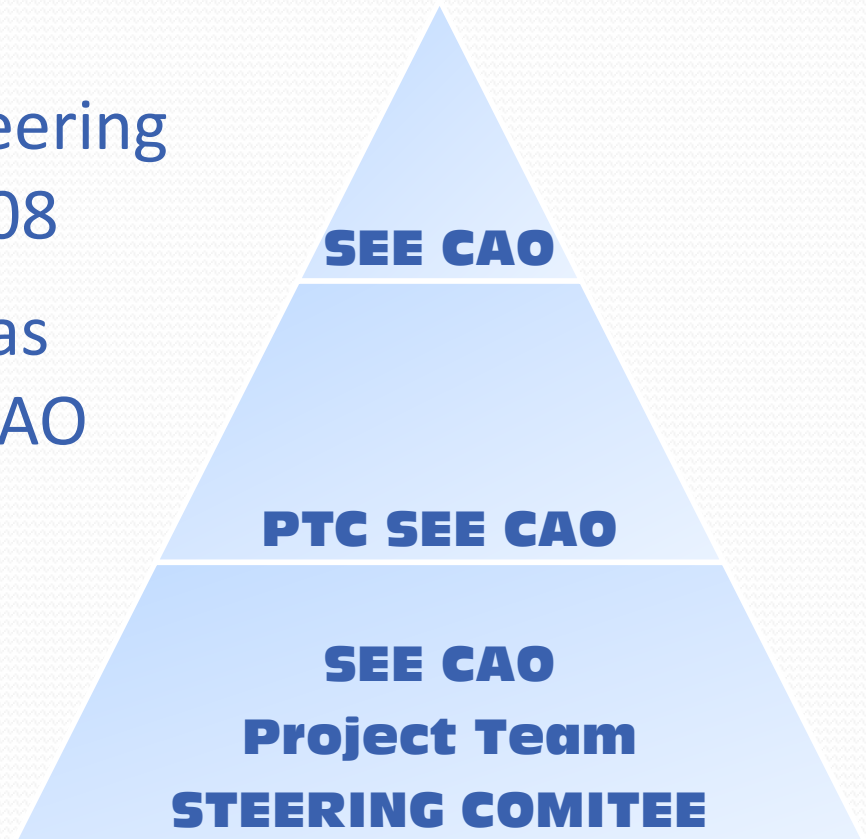 eering
08
as
AO
SEE CAO
PTC SEE CAO
SEE CAO
Project Team
STEERING COMITEE